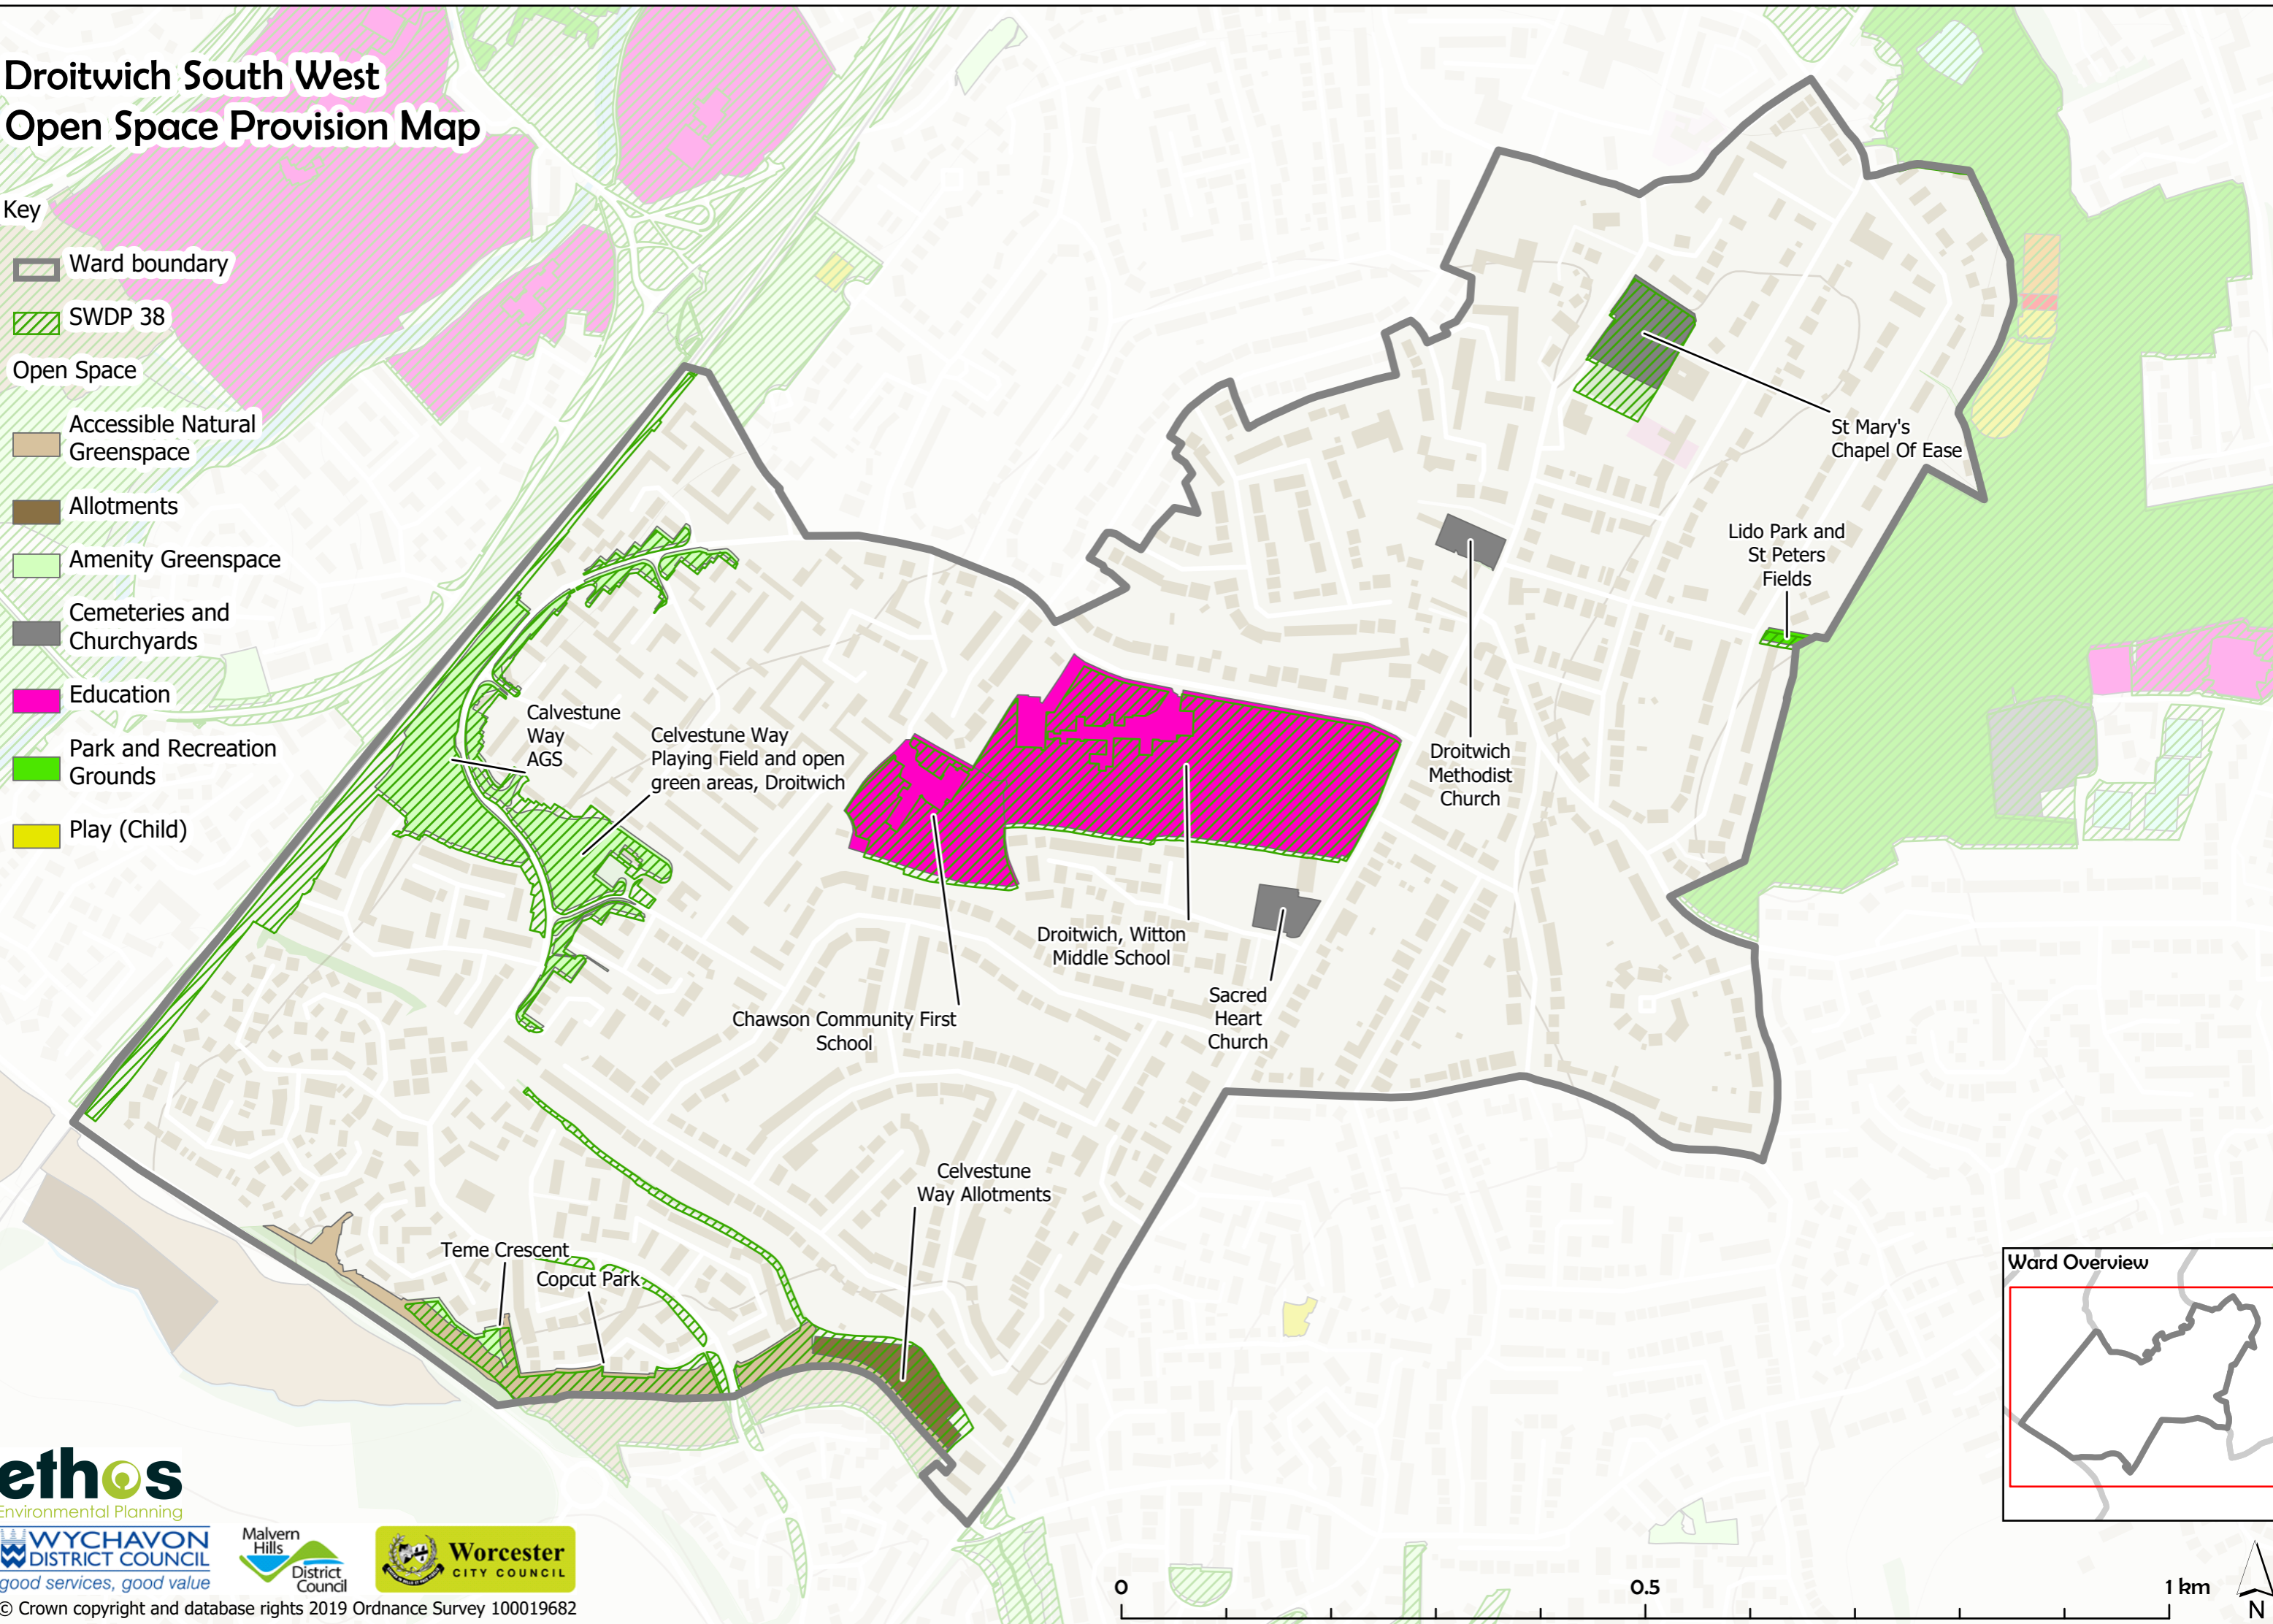 Droitwich South West
Open Space Provision Map
Key
Ward boundary
SWDP 38
Open Space
Accessible Natural
Greenspace
Allotments
Amenity Greenspace
Cemeteries and
Churchyards
Education
Park and Recreation
Grounds
Play (Child)
St Mary's
Chapel Of Ease
Lido Park and
St Peters
Fields
Calvestune
Way
AGS
Celvestune Way
Playing Field and open
green areas, Droitwich
Droitwich
Methodist
Church
Droitwich, Witton
Middle School
Sacred
Heart
Church
Chawson Community First
School
Celvestune
Way Allotments
Teme Crescent
Copcut Park
Ward Overview
ethos
Environmental Planning
WYCHAVON
DISTRICT COUNCIL
good services, good value
Malvern
Hills
District
Council
Worcester
CITY COUNCIL
© Crown copyright and database rights 2019 Ordnance Survey 100019682
0 0.5 1 km
N